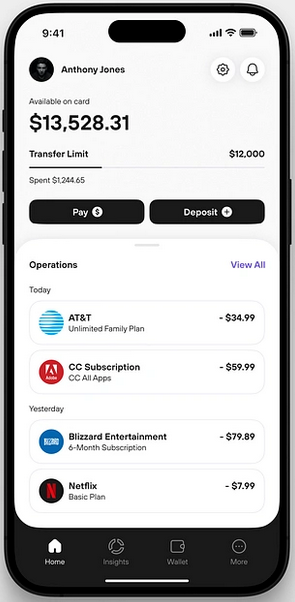 9:41
Anthony Jones
Available on card
$13,528.31
Transfer Limit $12,000
Spent $1,244.65
Pay $ Deposit
Operations View All
Today
AT&T - $34.99
Unlimited Family Plan
Adobe
CC Subscription - $59.99
CC All Apps
Yesterday
BLIZZARD
Blizzard Entertainment - $79.89
6-Month Subscription
N
Netflix - $7.99
Basic Plan
Home Insights Wallet More